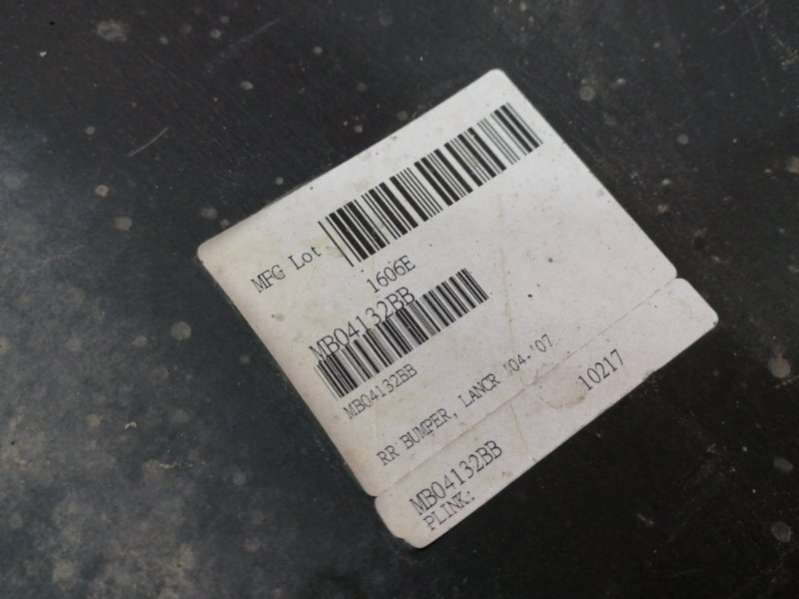 MFG Lot
1606E
MB04132BB
MB04132BB
RR BUMPER, LANCR '04-'07
10217
MB04132BB
PLINK: